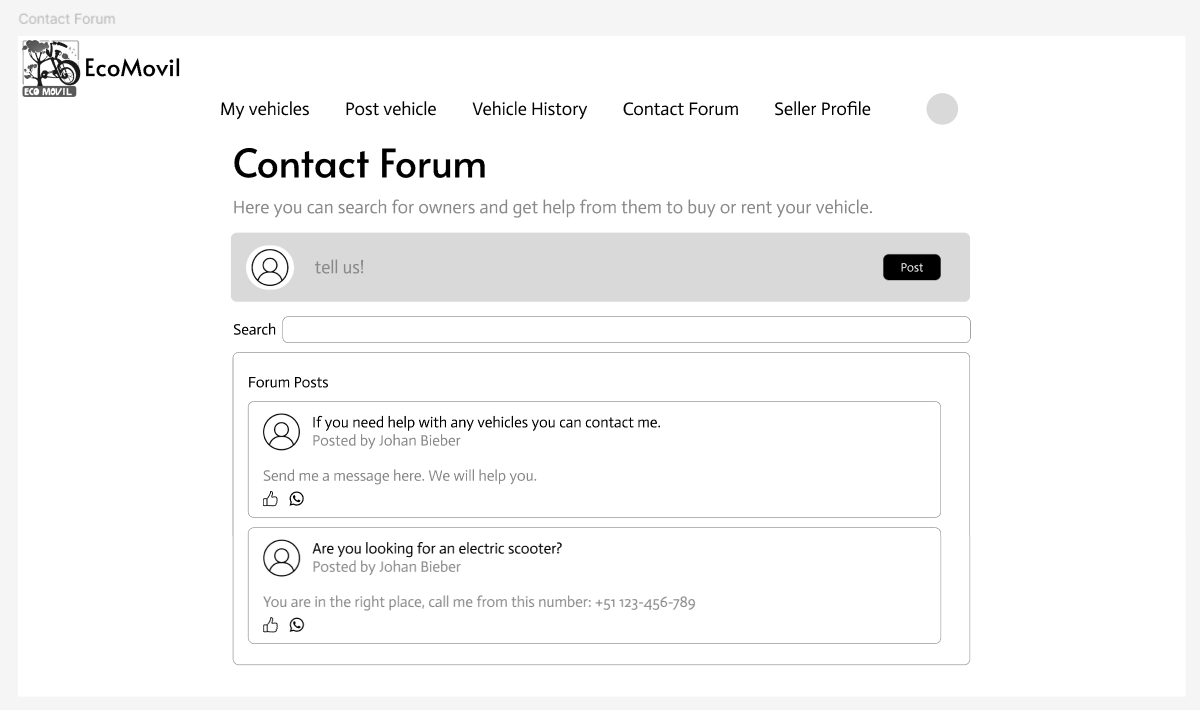 Contact Forum
ECO MOVIL
EcoMovil
My vehicles Post vehicle Vehicle History Contact Forum Seller Profile
Contact Forum
Here you can search for owners and get help from them to buy or rent your vehicle.
tell us!
Post
Search
Forum Posts
If you need help with any vehicles you can contact me.
Posted by Johan Bieber
Send me a message here. We will help you.
Are you looking for an electric scooter?
Posted by Johan Bieber
You are in the right place, call me from this number: +51 123-456-789